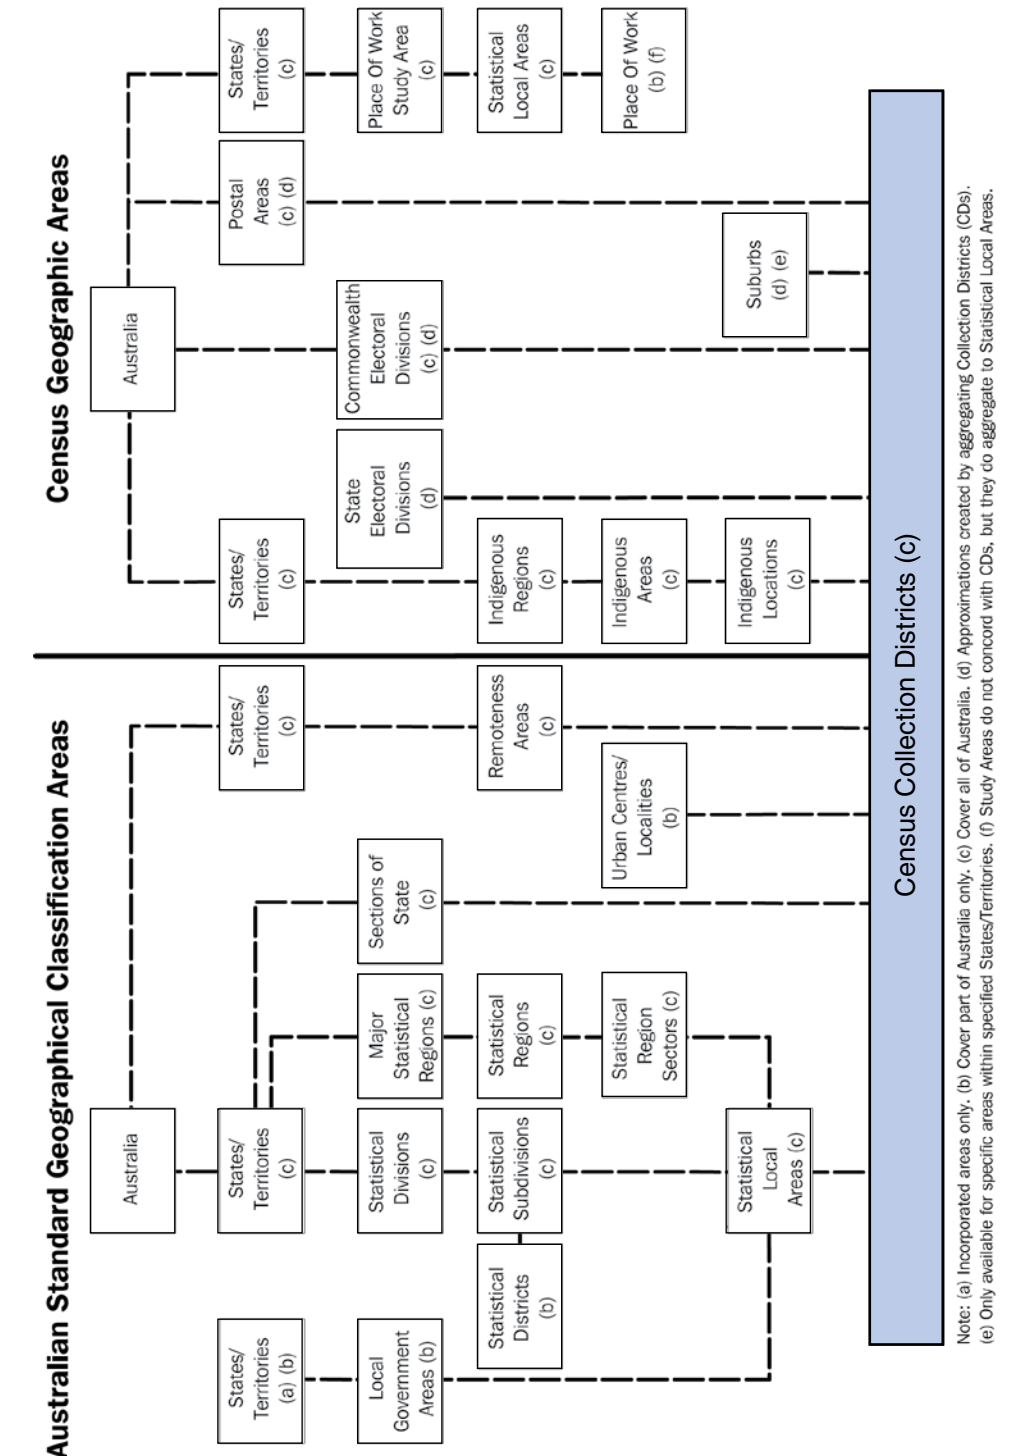 Australian Standard Geographical Classification Areas
Census Geographic Areas
Australia
Australia
States/
Territories
(a) (b)
States/
Territories
(c)
States/
Territories
(c)
States/
Territories
(c)
Postal
Areas
(c) (d)
States/
Territories
(c)
Local
Government
Areas (b)
Statistical
Divisions
(c)
Major
Statistical
Regions (c)
Sections of
State
(c)
State
Electoral
Divisions
(d)
Commonwealth
Electoral
Divisions
(c) (d)
Place Of Work
Study Area
(c)
Statistical
Districts
(b)
Statistical
Subdivisions
(c)
Statistical
Regions
(c)
Remoteness
Areas
(c)
Indigenous
Regions
(c)
Statistical
Local Areas
(c)
Statistical
Region
Sectors (c)
Urban Centres/
Localities
(b)
Indigenous
Areas
(c)
Place Of Work
(b) (f)
Statistical
Local
Areas (c)
Indigenous
Locations
(c)
Suburbs
(d) (e)
Census Collection Districts (c)
Note: (a) Incorporated areas only. (b) Cover part of Australia only. (c) Cover all of Australia. (d) Approximations created by aggregating Collection Districts (CDs).
(e) Only available for specific areas within specified States/Territories. (f) Study Areas do not concord with CDs, but they do aggregate to Statistical Local Areas.